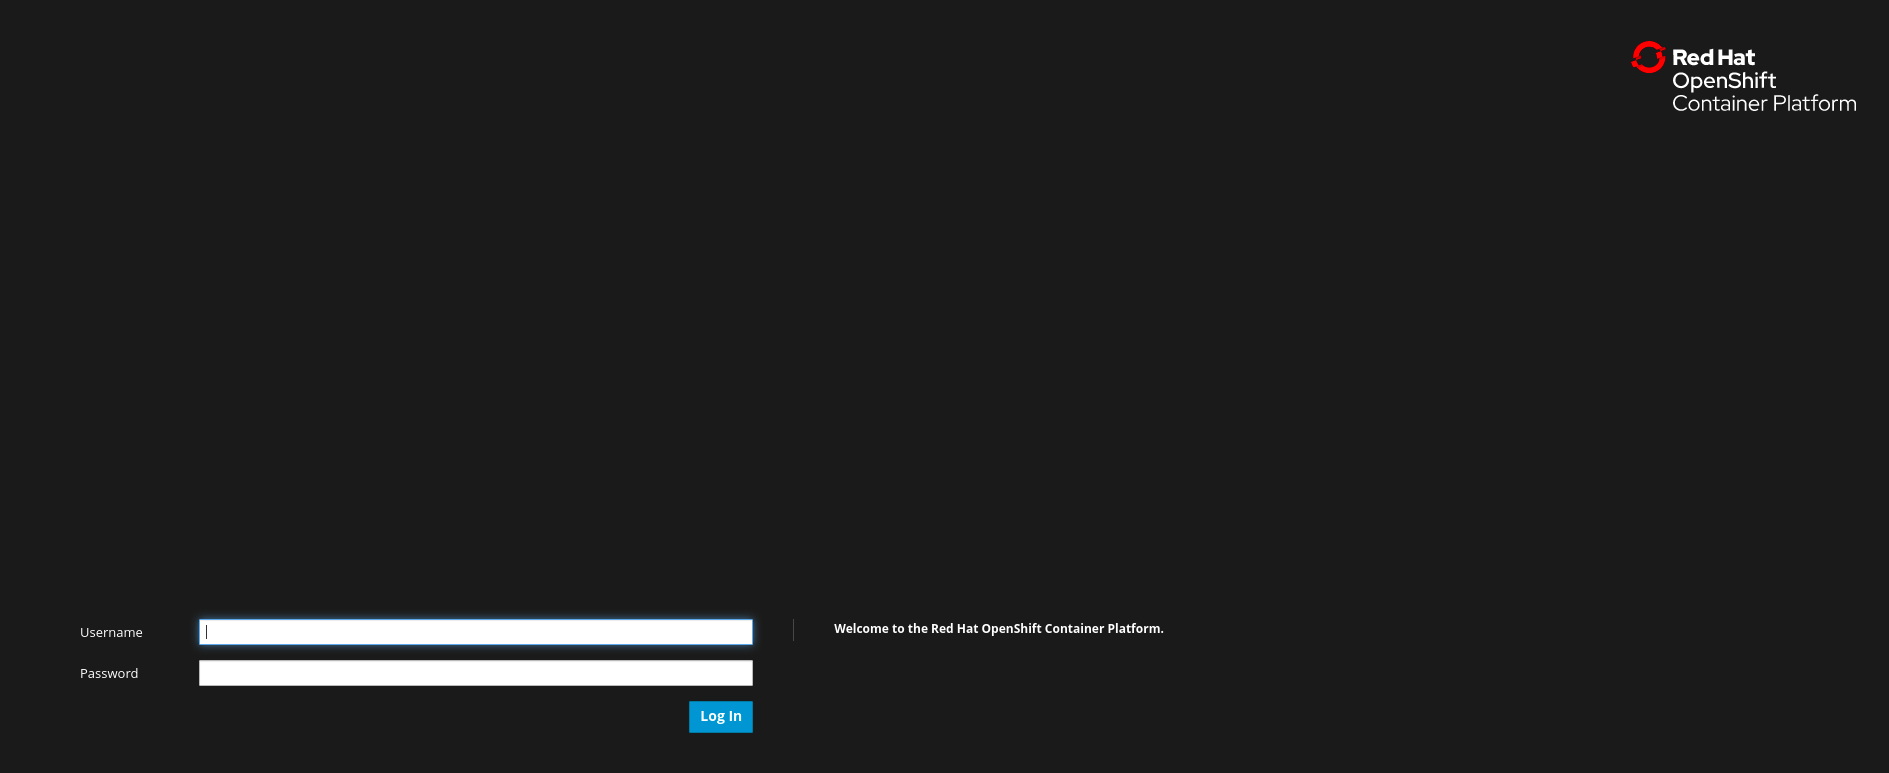 Red Hat
OpenShift
Container Platform
Username
Welcome to the Red Hat OpenShift Container Platform.
Password
Log In